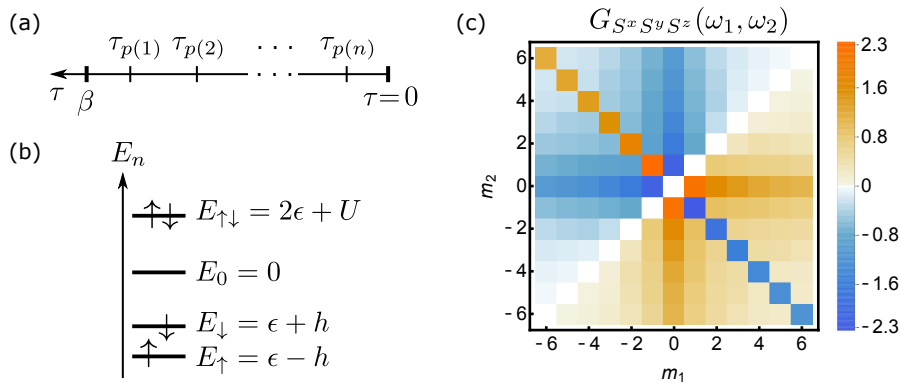 (a)
τ_{p(1)} τ_{p(2)} · · · τ_{p(n)}
· · ·
τ β τ=0
(b)
E_n
E_{↑↓} = 2ϵ + U
E_0 = 0
E_↓ = ϵ + h
E_↑ = ϵ − h
(c)
G_{S^x S^y S^z}(ω_1, ω_2)
6
4
2
0
-2
-4
-6
m_2
-6 -4 -2 0 2 4 6
m_1
2.3
1.6
0.8
0
-0.8
-1.6
-2.3